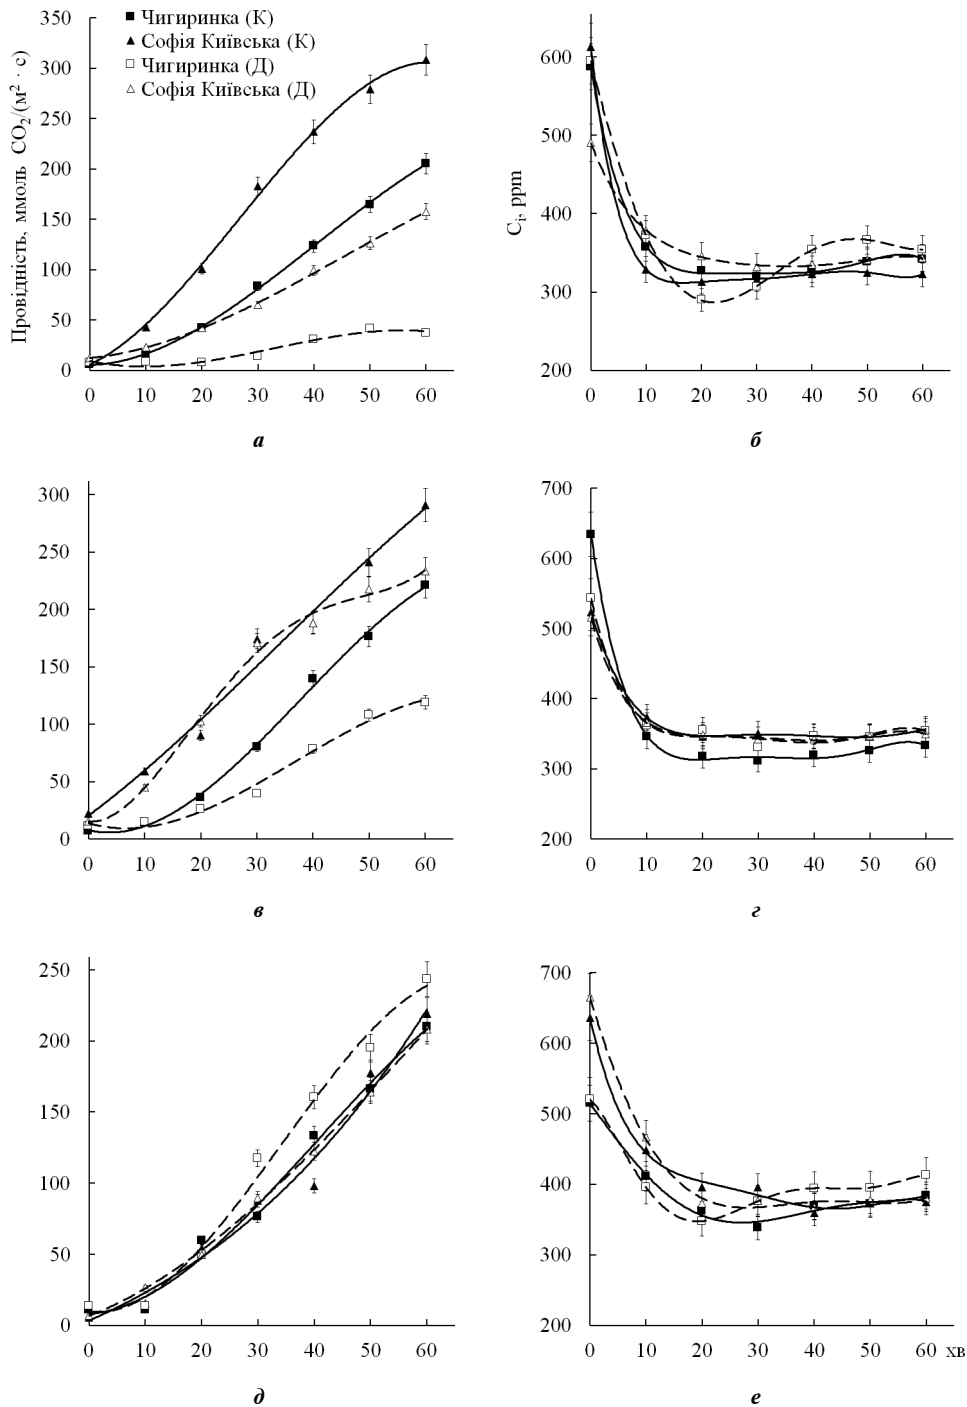 Провідність, ммоль CO₂/(м² · с)
350
300
250
200
150
100
50
0
■ Чигиринка (К)
▲ Софія Київська (К)
□ Чигиринка (Д)
△ Софія Київська (Д)
0 10 20 30 40 50 60
а
Cᵢ, ppm
600
500
400
300
200
0 10 20 30 40 50 60
б
300
250
200
150
100
50
0
0 10 20 30 40 50 60
в
700
600
500
400
300
200
0 10 20 30 40 50 60
г
250
200
150
100
50
0
0 10 20 30 40 50 60
д
700
600
500
400
300
200
0 10 20 30 40 50 60 хв
е